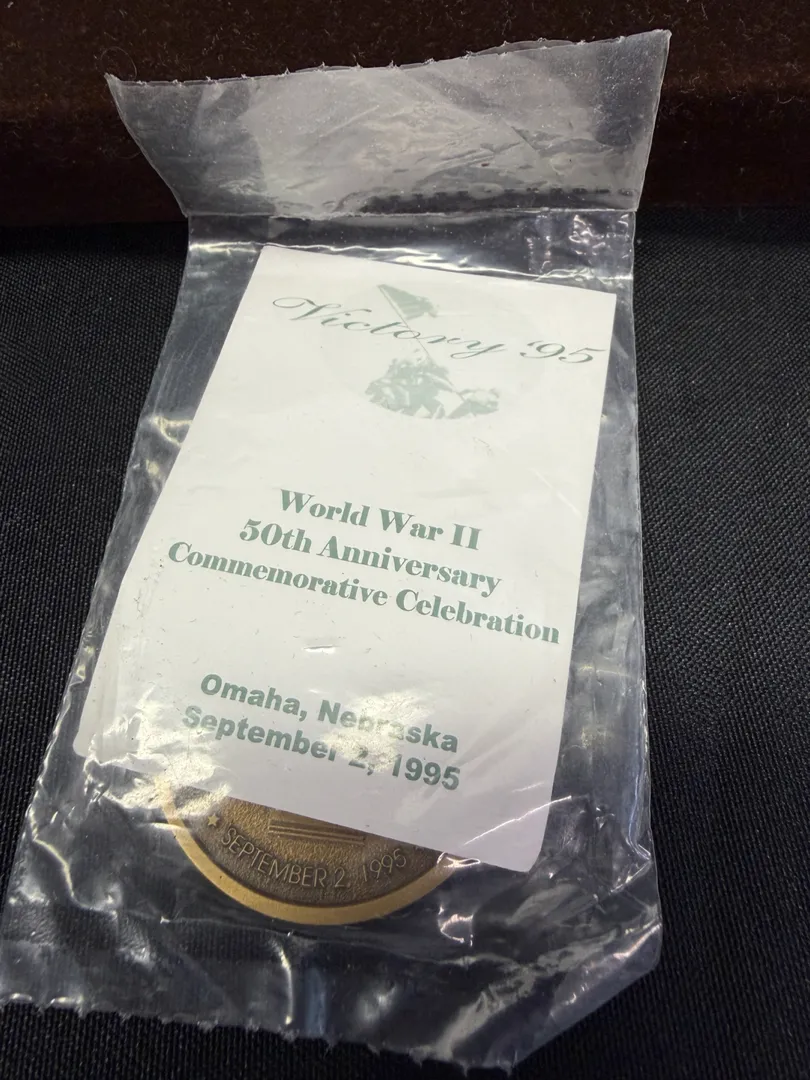 Victory '95
World War II
50th Anniversary
Commemorative Celebration
Omaha, Nebraska
September 2, 1995
SEPTEMBER 2, 1995